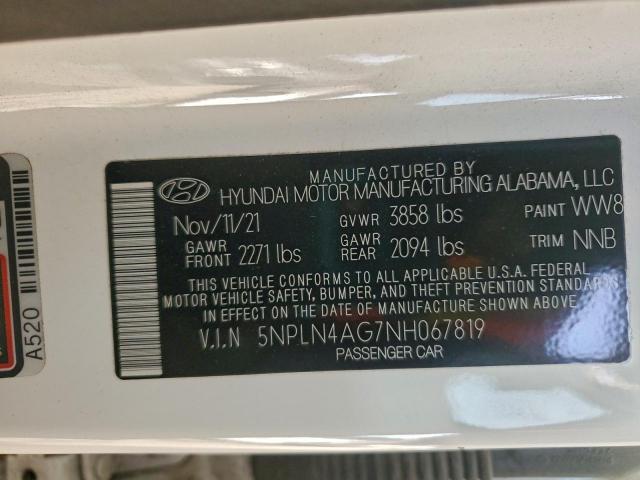 MANUFACTURED BY
HYUNDAI MOTOR MANUFACTURING ALABAMA, LLC
Nov/11/21 GVWR 3858 lbs PAINT WW8
GAWR FRONT 2271 lbs GAWR REAR 2094 lbs TRIM NNB
THIS VEHICLE CONFORMS TO ALL APPLICABLE U.S.A. FEDERAL
MOTOR VEHICLE SAFETY, BUMPER, AND THEFT PREVENTION STANDARDS
IN EFFECT ON THE DATE OF MANUFACTURE SHOWN ABOVE.
V.I.N 5NPLN4AG7NH067819
PASSENGER CAR
A520